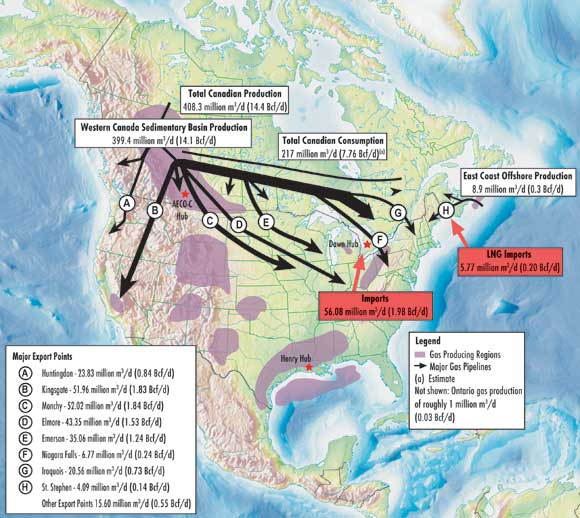 Total Canadian Production
408.3 million m³/d (14.4 Bcf/d)
Western Canada Sedimentary Basin Production
399.4 million m³/d (14.1 Bcf/d)
Total Canadian Consumption
217 million m³/d (7.76 Bcf/d)⁽ᵃ⁾
East Coast Offshore Production
8.9 million m³/d (0.3 Bcf/d)
A
B
AECO-C
Hub
C
D
E
F
G
H
Dawn Hub
LNG Imports
5.77 million m³/d (0.20 Bcf/d)
Imports
56.08 million m³/d (1.98 Bcf/d)
Henry Hub
Major Export Points
A Huntingdon - 23.83 million m³/d (0.84 Bcf/d)
B Kingsgate - 51.96 million m³/d (1.83 Bcf/d)
C Monchy - 52.02 million m³/d (1.84 Bcf/d)
D Elmore - 43.35 million m³/d (1.53 Bcf/d)
E Emerson - 35.06 million m³/d (1.24 Bcf/d)
F Niagara Falls - 6.77 million m³/d (0.24 Bcf/d)
G Iroquois - 20.56 million m³/d (0.73 Bcf/d)
H St. Stephen - 4.09 million m³/d (0.14 Bcf/d)
Other Export Points 15.60 million m³/d (0.55 Bcf/d)
Legend
Gas Producing Regions
Major Gas Pipelines
(a) Estimate
Not shown: Ontario gas production
of roughly 1 million m³/d
(0.03 Bcf/d)